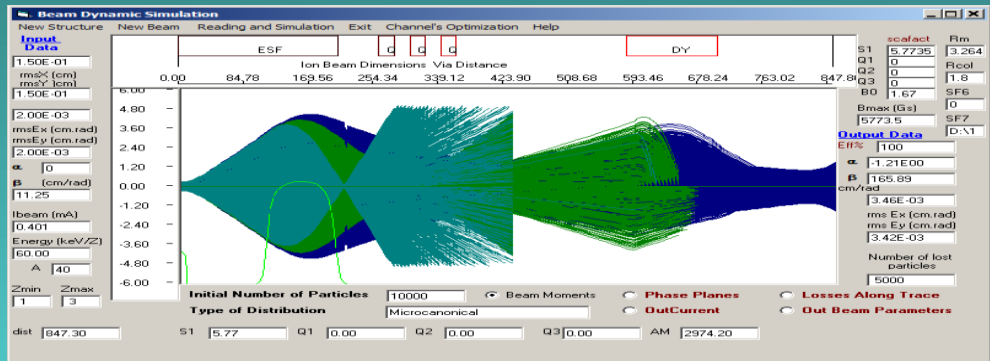 Beam Dynamic Simulation
New Structure New Beam Reading and Simulation Exit Channel's Optimization Help
Input
Data
1.50E-01
rmsX (cm)
rmsY (cm)
1.50E-01
2.00E-03
rmsEx (cm.rad)
rmsEy (cm.rad)
2.00E-03
α 0
β (cm/rad)
11.25
Ibeam (mA)
0.401
Energy (keV/Z)
60.00
A 40
Zmin Zmax
1 3
ESF Q Q Q DY
Ion Beam Dimensions Via Distance
0.00 84.78 169.56 254.34 339.12 423.90 508.68 593.46 678.24 763.02 847.80
6.00
4.80
3.60
2.40
1.20
0.00
-1.20
-2.40
-3.60
-4.80
-6.00
scafact Rm
S1 5.7735 3.264
Q1 0 Rcol
Q2 0 1.8
Q3 0 SF6
B0 1.67 0
Bmax (Gs) SF7
5773.5 D:\1
Output Data
Eff% 100
α -1.21E00
β 165.89
cm/rad
3.46E-03
rms Ex (cm.rad)
rms Ey (cm.rad)
3.42E-03
Number of lost
particles
5000
Initial Number of Particles 10000 Beam Moments Phase Planes Losses Along Trace
Type of Distribution Microcanonical OutCurrent Out Beam Parameters
dist 847.30 S1 5.77 Q1 0.00 Q2 0.00 Q3 0.00 AM 2974.20